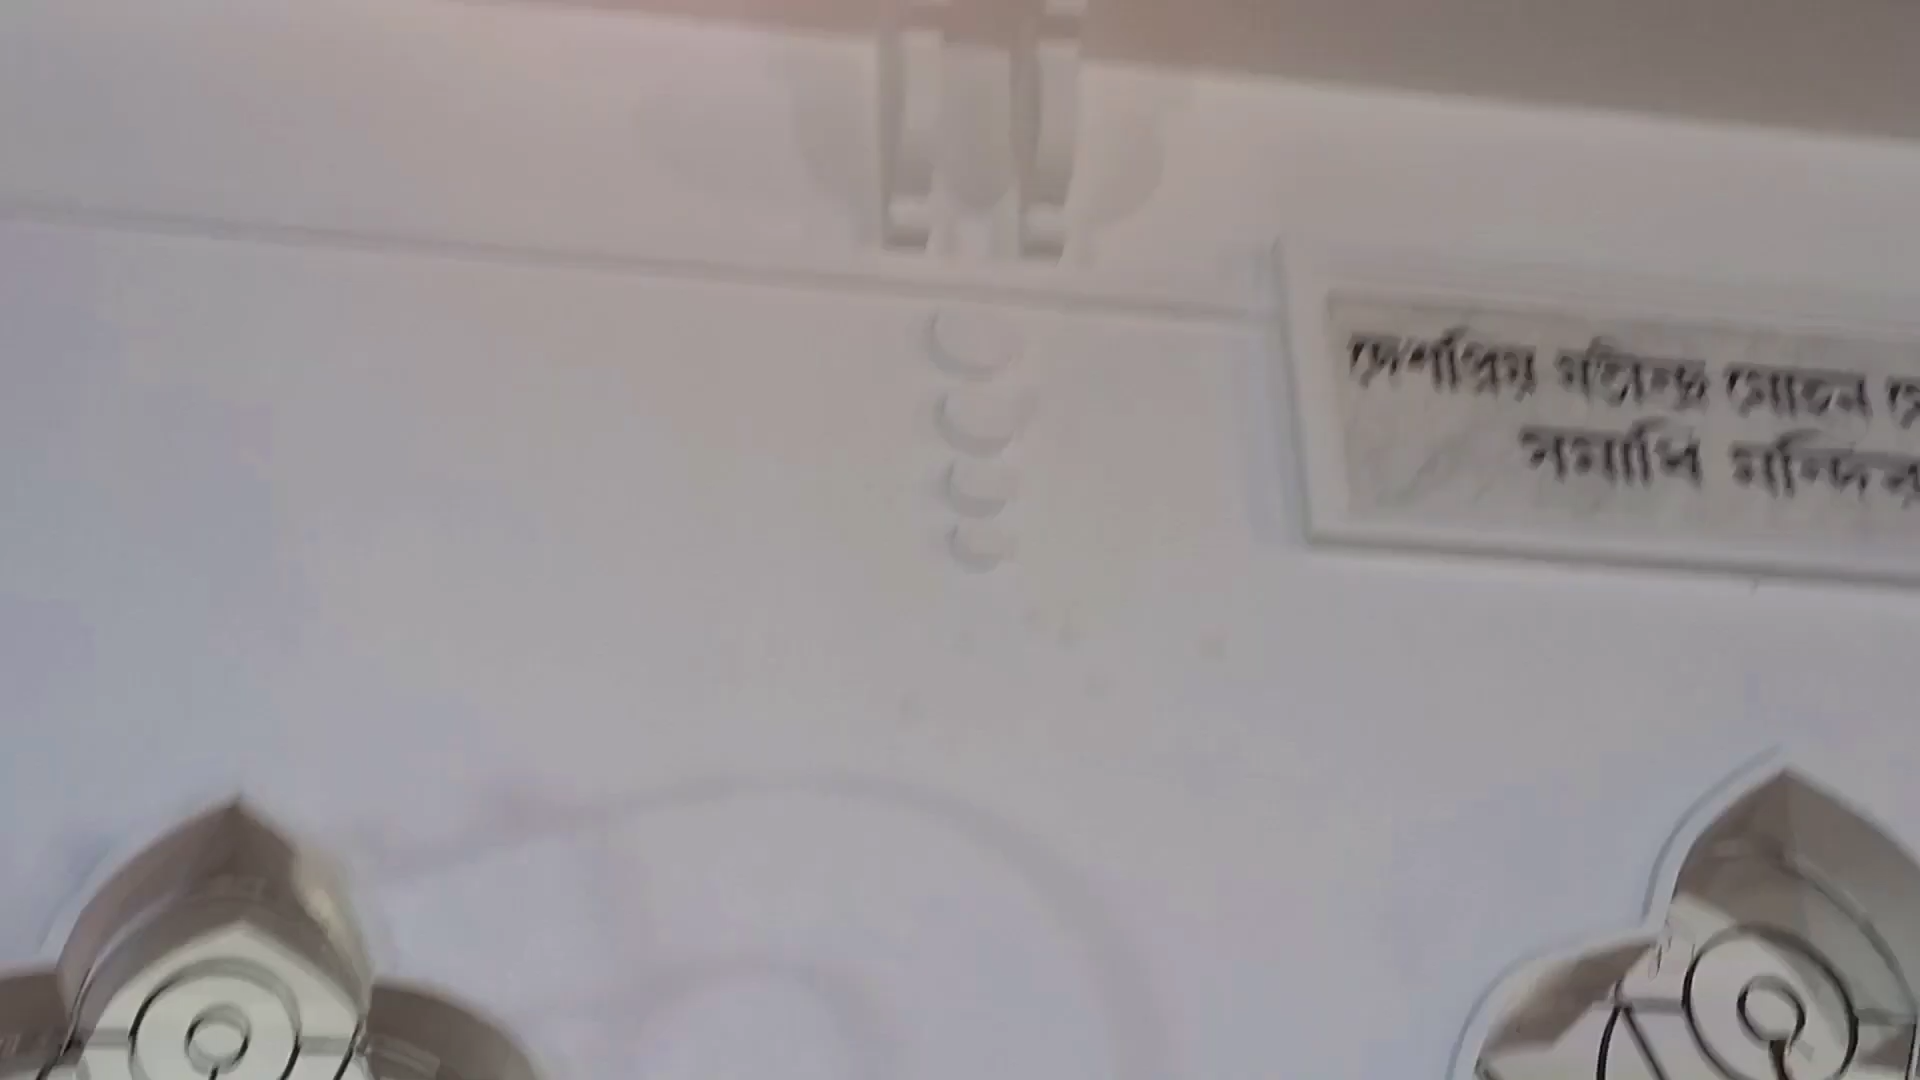 দেশপ্রিয় যতীন্দ্র মোহন
সমাধি মন্দির